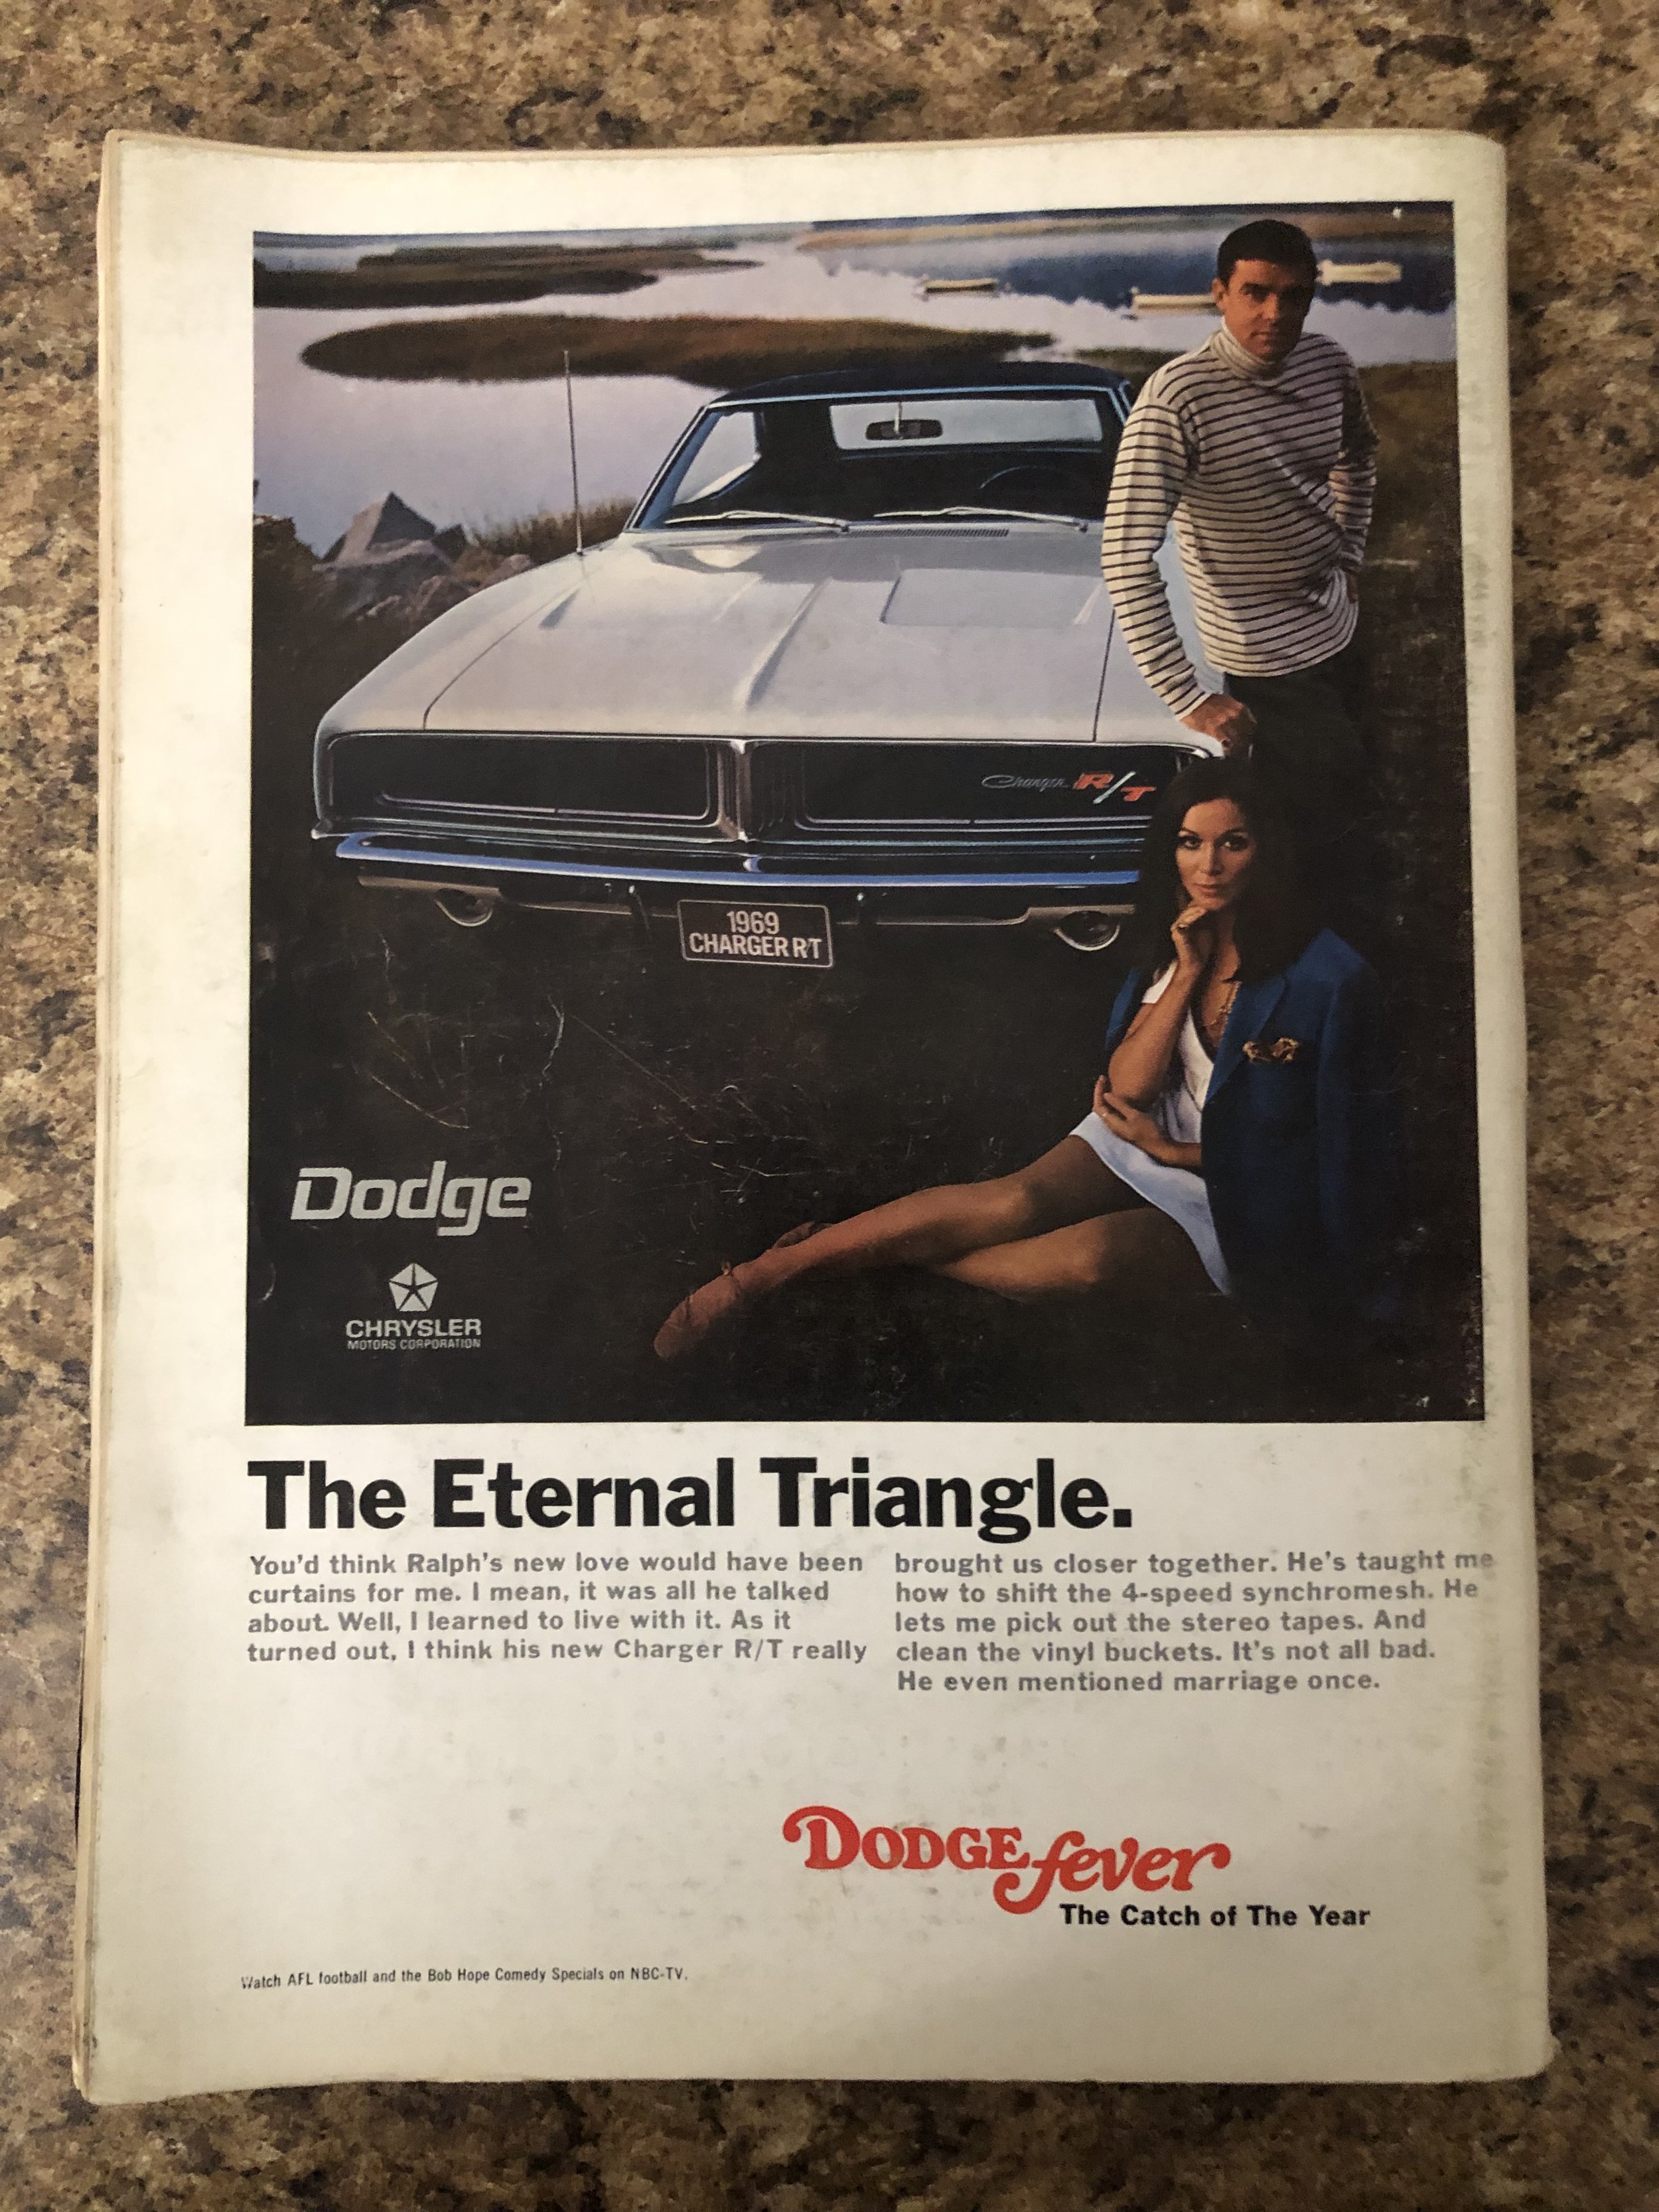 Charger R/T
1969
CHARGER R/T
Dodge
CHRYSLER
MOTORS CORPORATION
The Eternal Triangle.
You'd think Ralph's new love would have been
curtains for me. I mean, it was all he talked
about. Well, I learned to live with it. As it
turned out, I think his new Charger R/T really
brought us closer together. He's taught me
how to shift the 4-speed synchromesh. He
lets me pick out the stereo tapes. And
clean the vinyl buckets. It's not all bad.
He even mentioned marriage once.
DODGE fever
The Catch of The Year
Watch AFL football and the Bob Hope Comedy Specials on NBC-TV.